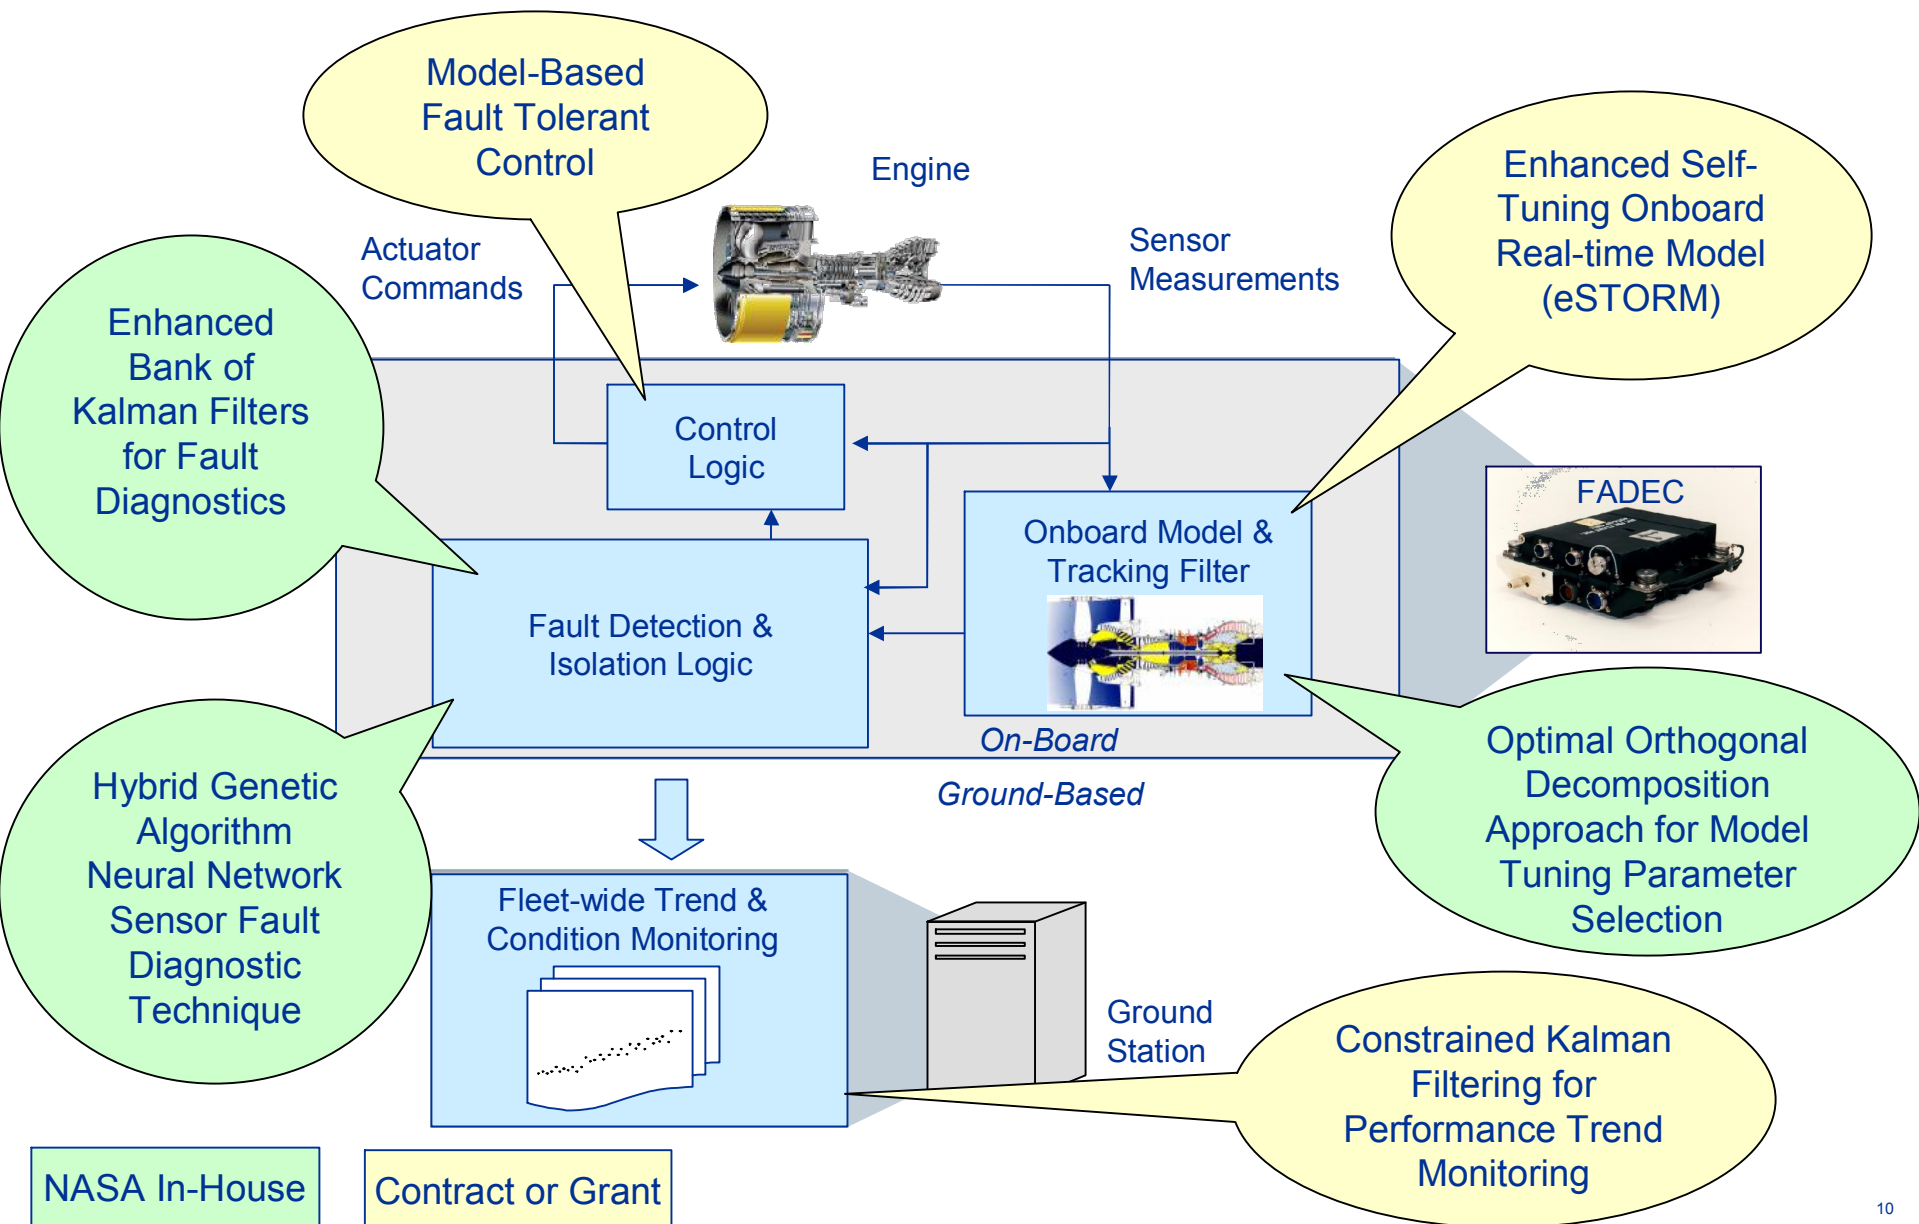 Model-Based
Fault Tolerant
Control
Engine
Enhanced Self-
Tuning Onboard
Real-time Model
(eSTORM)
Actuator
Commands
Sensor
Measurements
Enhanced
Bank of
Kalman Filters
for Fault
Diagnostics
Control
Logic
FADEC
Onboard Model &
Tracking Filter
Fault Detection &
Isolation Logic
On-Board
Ground-Based
Optimal Orthogonal
Decomposition
Approach for Model
Tuning Parameter
Selection
Hybrid Genetic
Algorithm
Neural Network
Sensor Fault
Diagnostic
Technique
Fleet-wide Trend &
Condition Monitoring
Ground
Station
Constrained Kalman
Filtering for
Performance Trend
Monitoring
NASA In-House
Contract or Grant
10